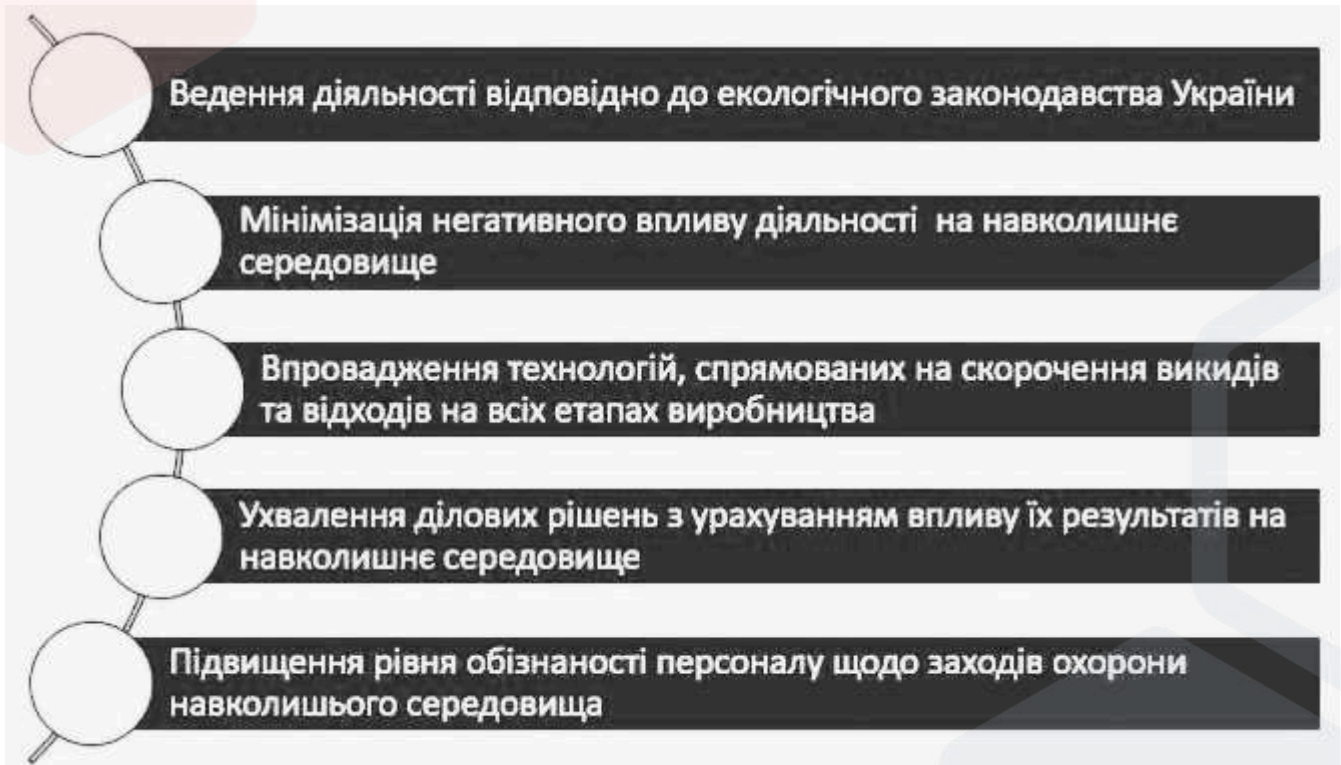 Ведення діяльності відповідно до екологічного законодавства України
Мінімізація негативного впливу діяльності на навколишнє
середовище
Впровадження технологій, спрямованих на скорочення викидів
та відходів на всіх етапах виробництва
Ухвалення ділових рішень з урахуванням впливу їх результатів на
навколишнє середовище
Підвищення рівня обізнаності персоналу щодо заходів охорони
навколишього середовища